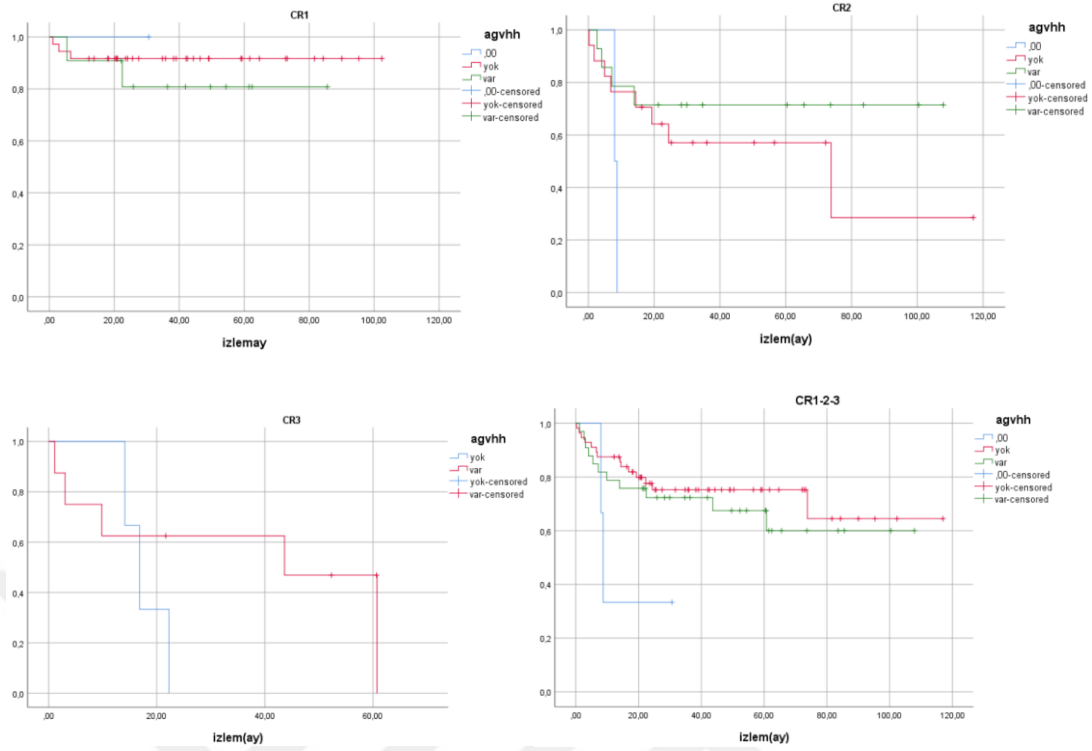 CR1
1,0
0,8
0,6
0,4
0,2
0,0
,00 20,00 40,00 60,00 80,00 100,00 120,00
izlemay
agvhh
,00
yok
var
,00-censored
yok-censored
var-censored
CR2
1,0
0,8
0,6
0,4
0,2
0,0
,00 20,00 40,00 60,00 80,00 100,00 120,00
izlem(ay)
agvhh
,00
yok
var
,00-censored
yok-censored
var-censored
CR3
1,0
0,8
0,6
0,4
0,2
0,0
,00 20,00 40,00 60,00
izlem(ay)
agvhh
yok
var
yok-censored
var-censored
CR1-2-3
1,0
0,8
0,6
0,4
0,2
0,0
,00 20,00 40,00 60,00 80,00 100,00 120,00
izlem(ay)
agvhh
,00
yok
var
,00-censored
yok-censored
var-censored